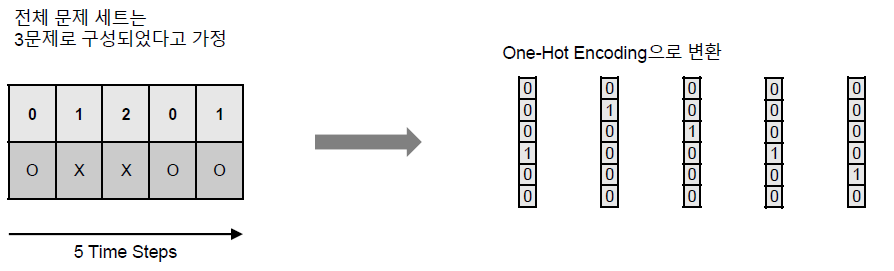 전체 문제 세트는
3문제로 구성되었다고 가정
One-Hot Encoding으로 변환
0 1 2 0 1
O X X O O
5 Time Steps
0 0 0 0 0
0 1 0 0 0
0 0 1 0 0
1 0 0 1 0
0 0 0 0 1
0 0 0 0 0